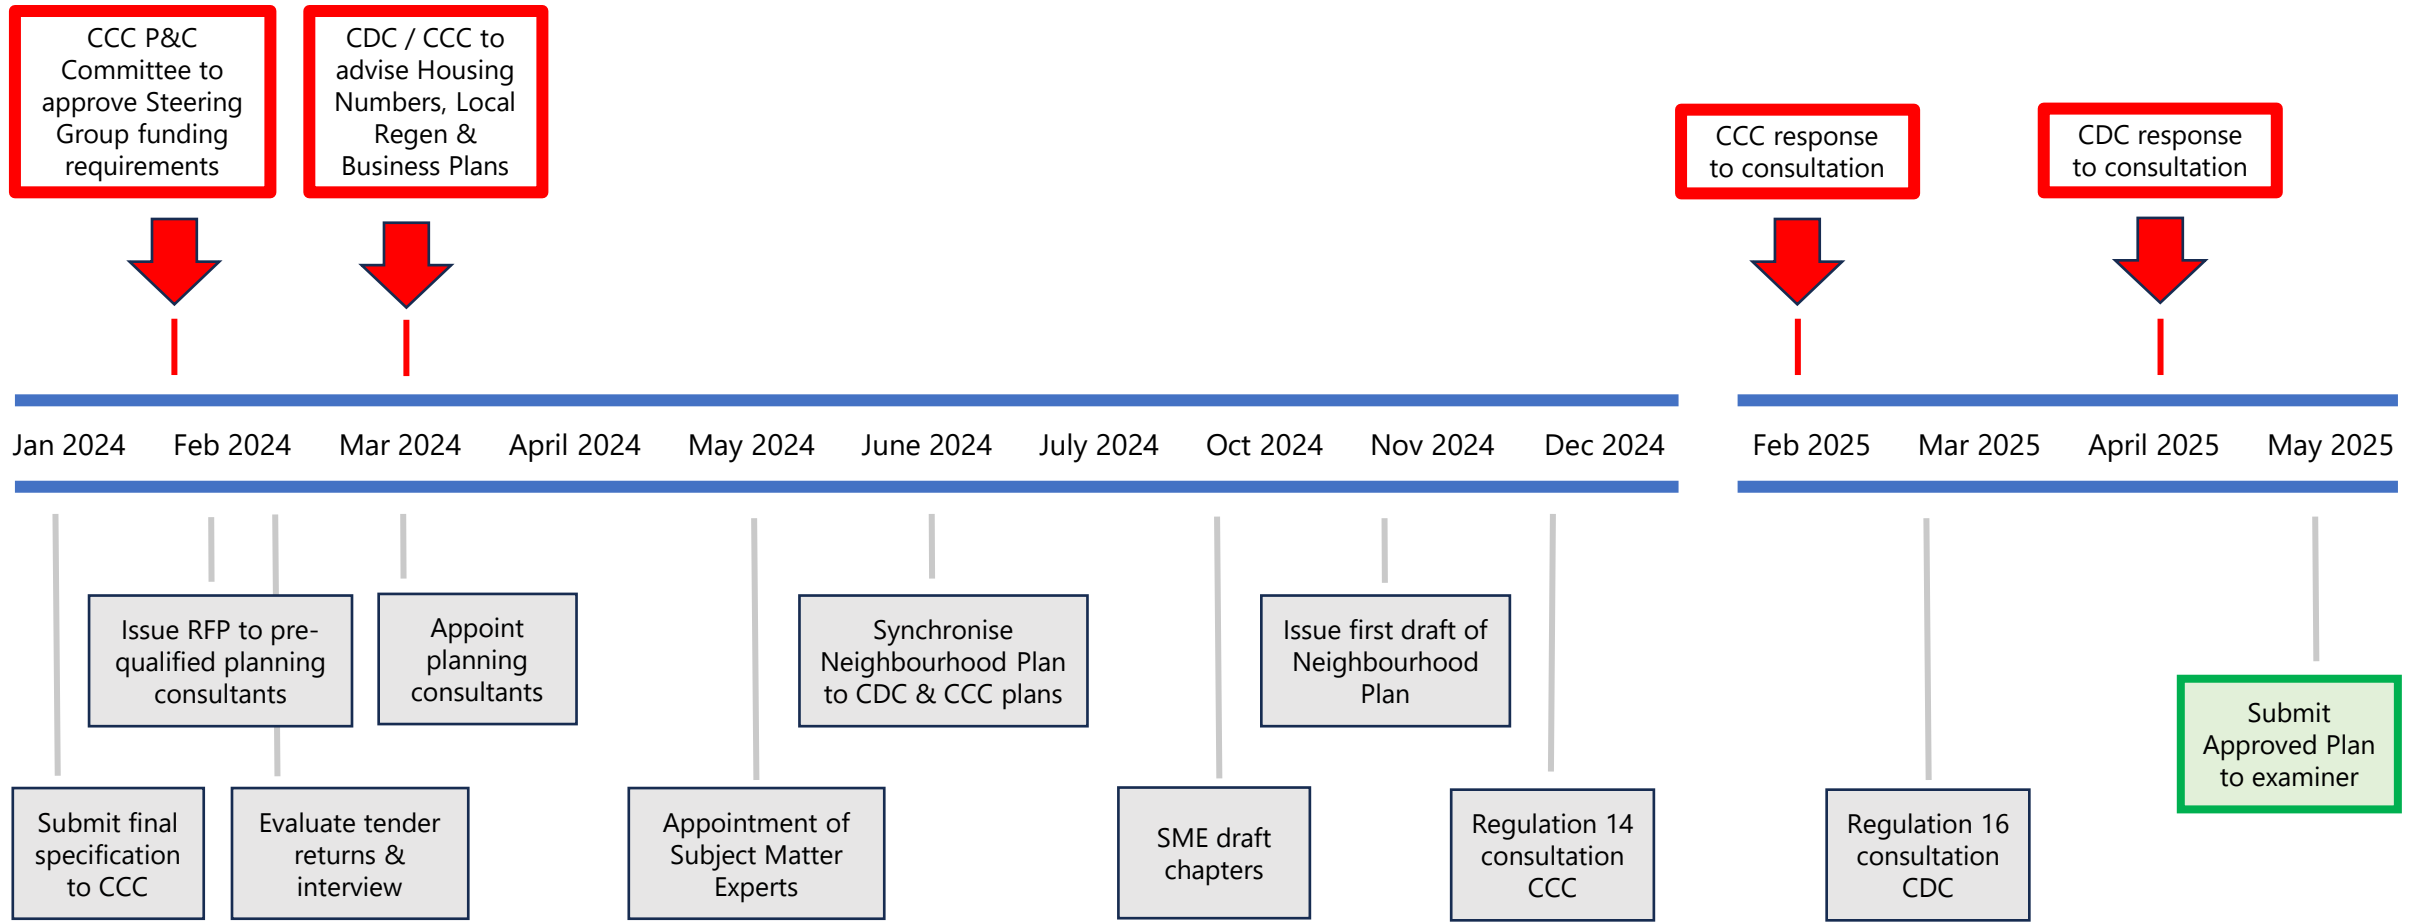 CCC P&C
Committee to
approve Steering
Group funding
requirements
CDC / CCC to
advise Housing
Numbers, Local
Regen &
Business Plans
CCC response
to consultation
CDC response
to consultation
Jan 2024
Feb 2024
Mar 2024
April 2024
May 2024
June 2024
July 2024
Oct 2024
Nov 2024
Dec 2024
Feb 2025
Mar 2025
April 2025
May 2025
Issue RFP to pre-
qualified planning
consultants
Appoint
planning
consultants
Synchronise
Neighbourhood Plan
to CDC & CCC plans
Issue first draft of
Neighbourhood
Plan
Submit
Approved Plan
to examiner
Submit final
specification
to CCC
Evaluate tender
returns &
interview
Appointment of
Subject Matter
Experts
SME draft
chapters
Regulation 14
consultation
CCC
Regulation 16
consultation
CDC